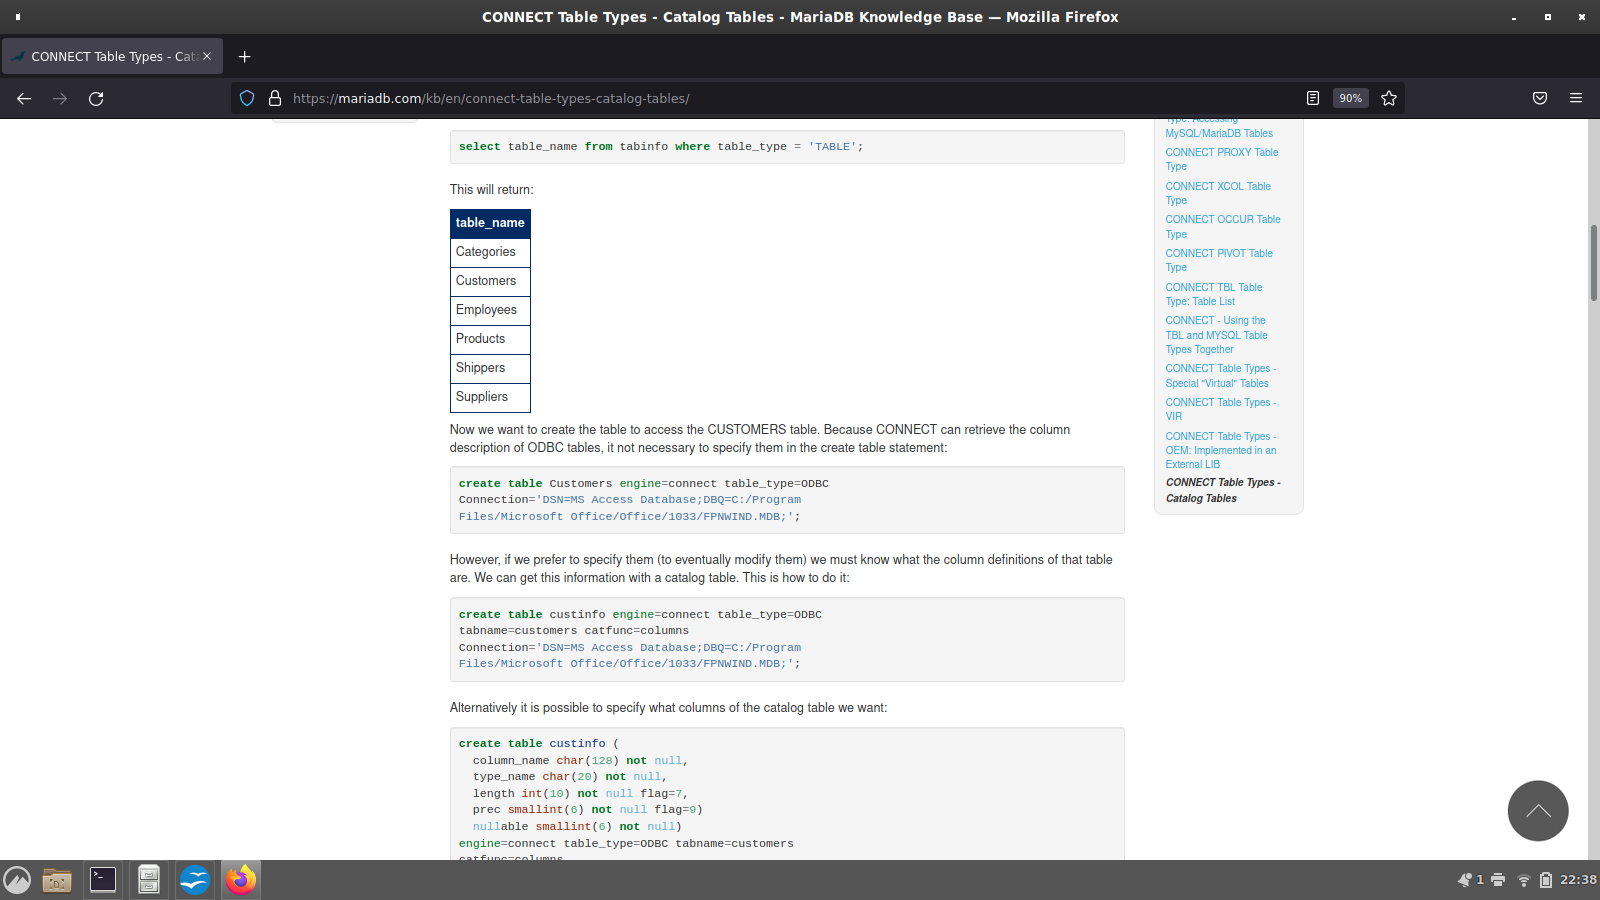 CONNECT Table Types - Catalog Tables - MariaDB Knowledge Base — Mozilla Firefox
CONNECT Table Types - Cat
https://mariadb.com/kb/en/connect-table-types-catalog-tables/
90%
select table_name from tabinfo where table_type = 'TABLE';
This will return:
table_name
Categories
Customers
Employees
Products
Shippers
Suppliers
Now we want to create the table to access the CUSTOMERS table. Because CONNECT can retrieve the column
description of ODBC tables, it not necessary to specify them in the create table statement:
create table Customers engine=connect table_type=ODBC
Connection='DSN=MS Access Database;DBQ=C:/Program
Files/Microsoft Office/Office/1033/FPNWIND.MDB;';
However, if we prefer to specify them (to eventually modify them) we must know what the column definitions of that table
are. We can get this information with a catalog table. This is how to do it:
create table custinfo engine=connect table_type=ODBC
tabname=customers catfunc=columns
Connection='DSN=MS Access Database;DBQ=C:/Program
Files/Microsoft Office/Office/1033/FPNWIND.MDB;';
Alternatively it is possible to specify what columns of the catalog table we want:
create table custinfo (
column_name char(128) not null,
type_name char(20) not null,
length int(10) not null flag=7,
prec smallint(6) not null flag=9)
nullable smallint(6) not null)
engine=connect table_type=ODBC tabname=customers
catfunc=columns
Type: Accessing
MySQL/MariaDB Tables
CONNECT PROXY Table
Type
CONNECT XCOL Table
Type
CONNECT OCCUR Table
Type
CONNECT PIVOT Table
Type
CONNECT TBL Table
Type: Table List
CONNECT - Using the
TBL and MYSQL Table
Types Together
CONNECT Table Types -
Special "Virtual" Tables
CONNECT Table Types -
VIR
CONNECT Table Types -
OEM: Implemented in an
External LIB
CONNECT Table Types -
Catalog Tables
1
22:38